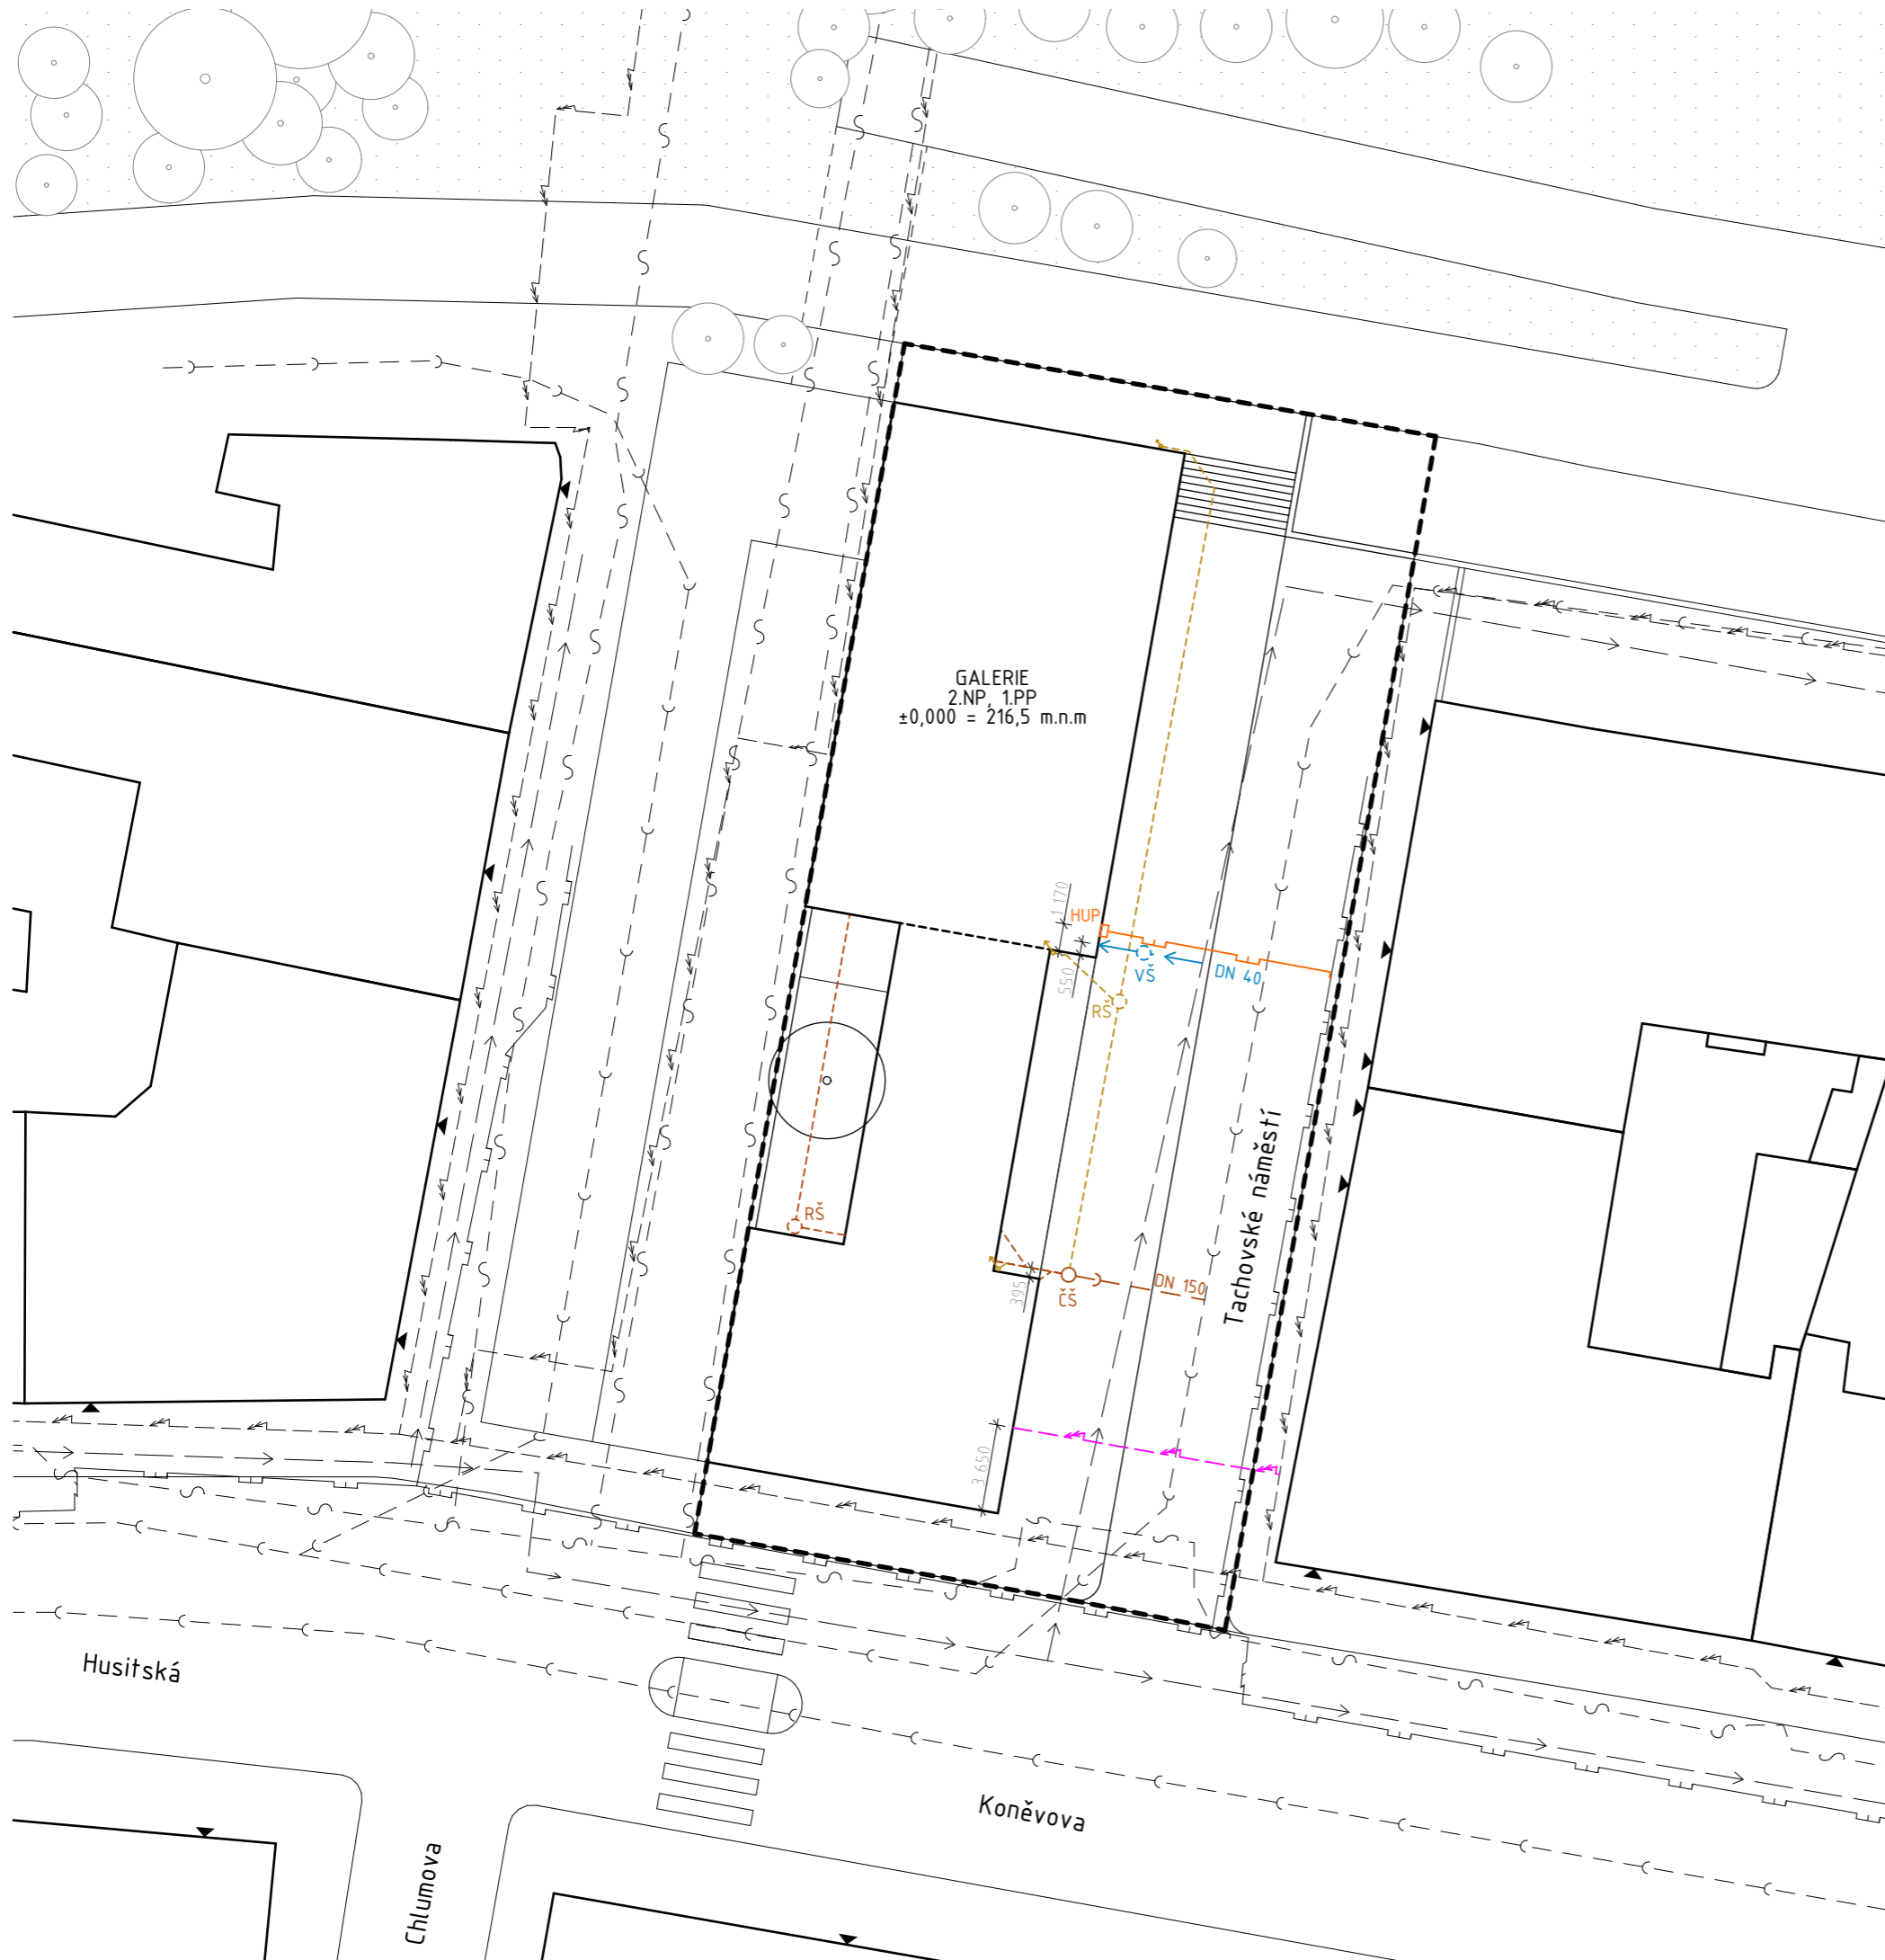 GALERIE
2.NP, 1.PP
±0,000 = 216,5 m.n.m
1 170
HUP
VŠ
DN 40
550
RŠ
Tachovské náměstí
RŠ
395
ČŠ
DN 150
3 650
Husitská
Koněvova
Chlumova